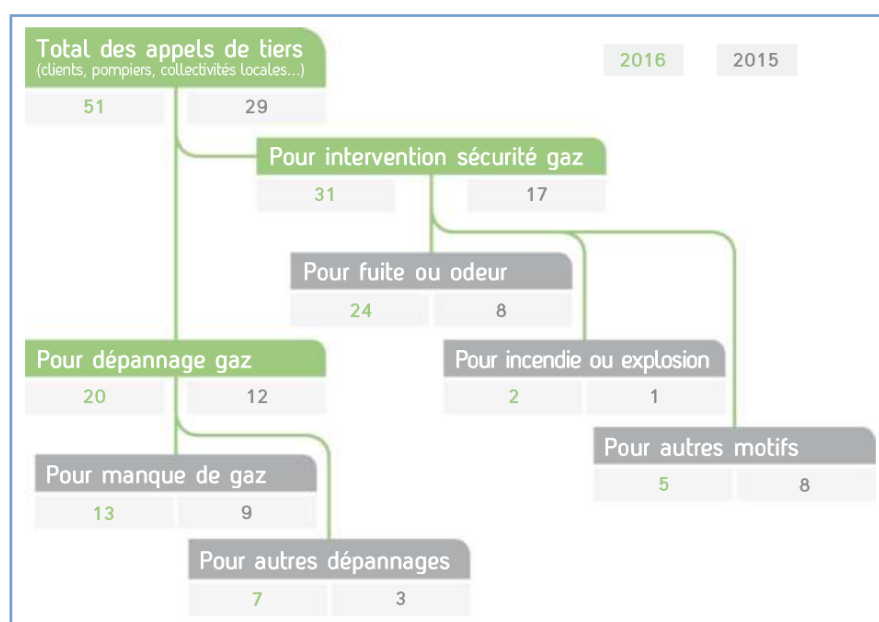 Total des appels de tiers
(clients, pompiers, collectivités locales...)
2016 2015
51 29
Pour intervention sécurité gaz
31 17
Pour fuite ou odeur
24 8
Pour dépannage gaz
20 12
Pour incendie ou explosion
2 1
Pour autres motifs
5 8
Pour manque de gaz
13 9
Pour autres dépannages
7 3